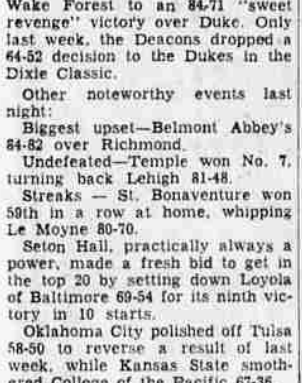 Wake Forest to an 84-71 "sweet
revenge" victory over Duke. Only
last week, the Deacons dropped a
64-52 decision to the Dukes in the
Dixie Classic.
Other noteworthy events last
night:
Biggest upset—Belmont Abbey's
84-82 over Richmond.
Undefeated—Temple won No. 7,
turning back Lehigh 81-48.
Streaks — St. Bonaventure won
59th in a row at home, whipping
Le Moyne 80-70.
Seton Hall, practically always a
power, made a fresh bid to get in
the top 20 by setting down Loyola
of Baltimore 69-54 for its ninth vic-
tory in 10 starts.
Oklahoma City polished off Tulsa
58-50 to reverse a result of last
week, while Kansas State smoth-
ered College of the Pacific 67-36.